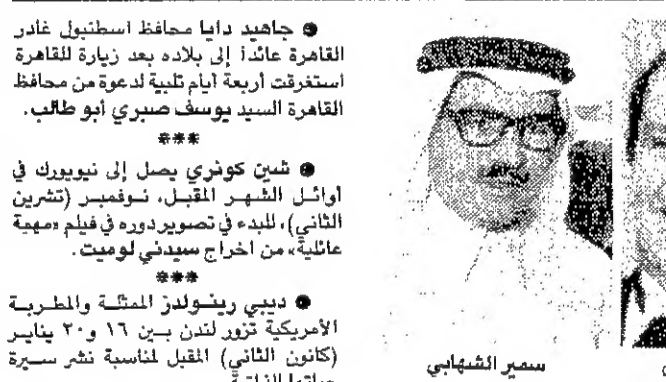 ● جاهيد دايا محافظ اسطنبول غادر
القاهرة عائداً إلى بلاده بعد زيارة للقاهرة
استغرقت أربعة أيام تلبية لدعوة من محافظ
القاهرة السيد يوسف صبري أبو طالب.
***
● شين كونري يصل إلى نيويورك في
أوائل الشهر المقبل، نوفمبر (تشرين
الثاني)، للبدء في تصوير دوره في فيلم «مهمة
عائلية» من اخراج سيدني لوميت.
***
● ديبي رينولدز الممثلة والمطربة
الأمريكية تزور لندن بين ١٦ و٢٠ يناير
(كانون الثاني) المقبل لمناسبة نشر سيرة
سمير الشهابي